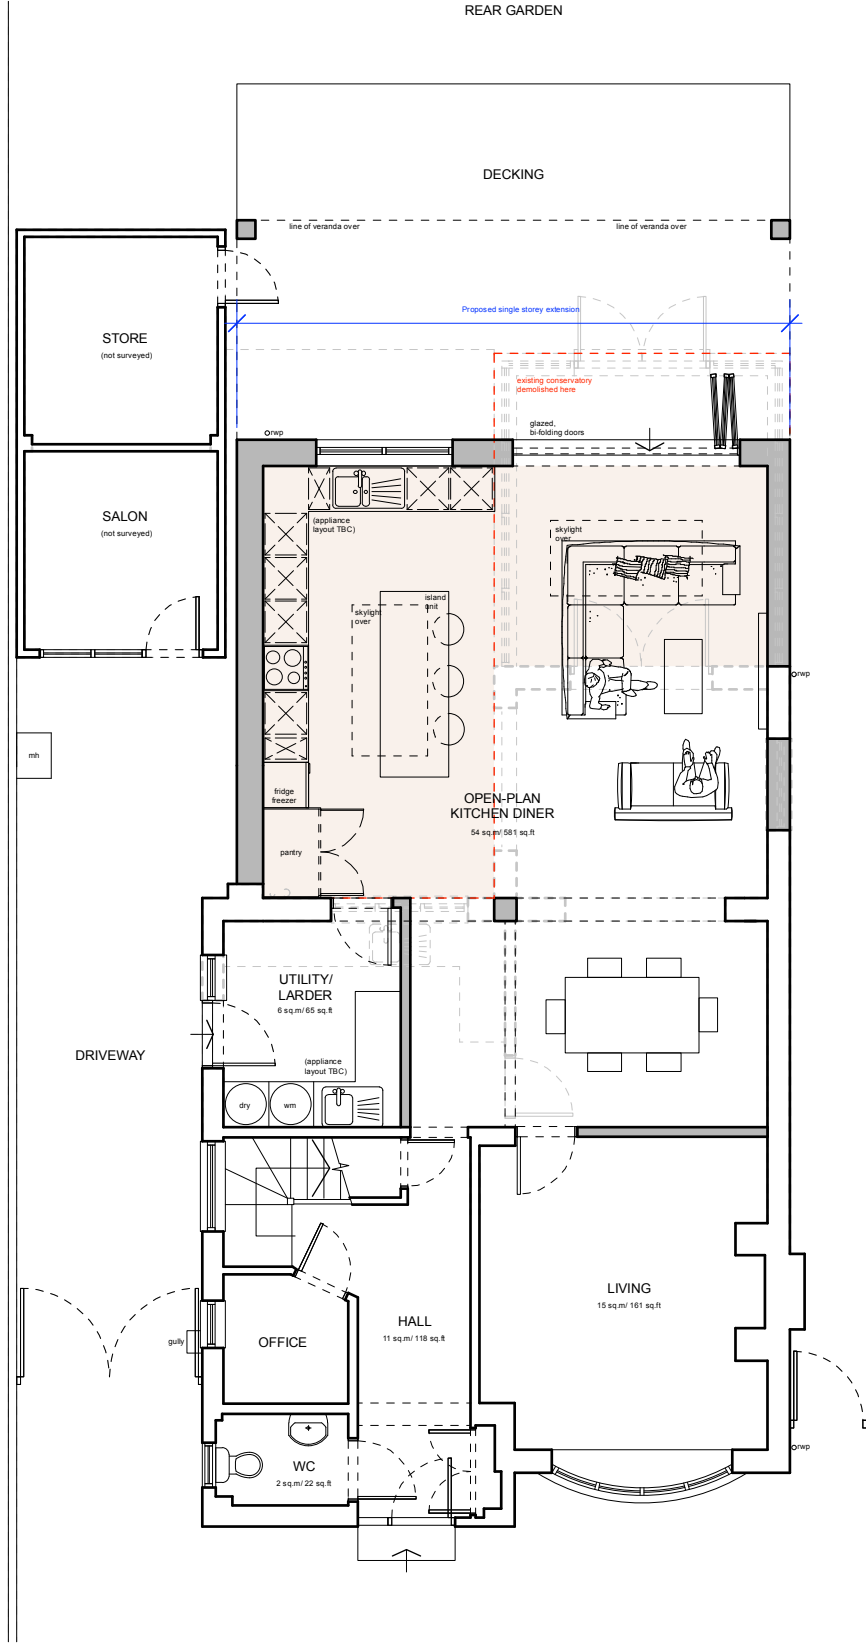 REAR GARDEN
DECKING
line of veranda over
line of veranda over
Proposed single storey extension
STORE
(not surveyed)
existing conservatory
demolished here
glazed,
bi-folding doors
rwp
SALON
(not surveyed)
(appliance
layout TBC)
skylight
over
island
unit
skylight
over
rwp
mh
fridge
freezer
OPEN-PLAN
KITCHEN DINER
54 sq.m/ 581 sq.ft
pantry
UTILITY/
LARDER
6 sq.m/ 65 sq.ft
DRIVEWAY
(appliance
layout TBC)
dry
wm
LIVING
15 sq.m/ 161 sq.ft
HALL
11 sq.m/ 118 sq.ft
gully
OFFICE
WC
2 sq.m/ 22 sq.ft
rwp